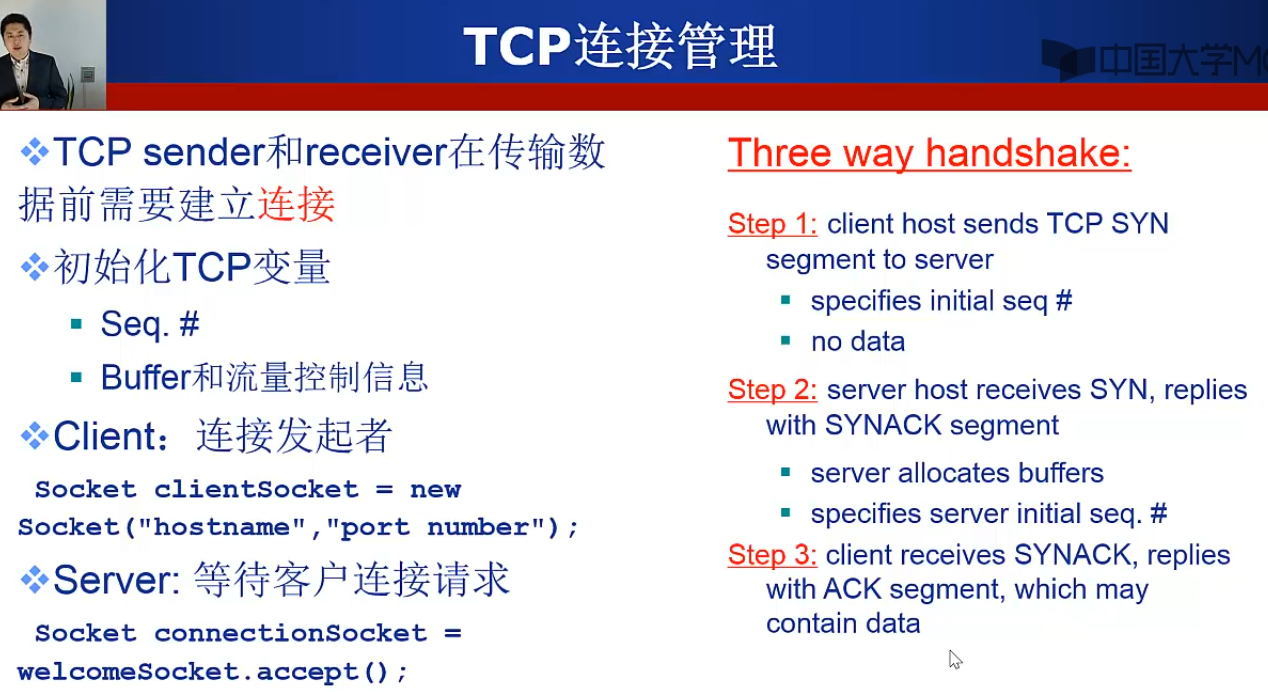 TCP连接管理
中国大学MO
❖TCP sender和receiver在传输数
据前需要建立连接
❖初始化TCP变量
▪ Seq. #
▪ Buffer和流量控制信息
❖Client：连接发起者
Socket clientSocket = new
Socket("hostname","port number");
❖Server: 等待客户连接请求
Socket connectionSocket =
welcomeSocket.accept();
Three way handshake:
Step 1: client host sends TCP SYN
segment to server
▪ specifies initial seq #
▪ no data
Step 2: server host receives SYN, replies
with SYNACK segment
▪ server allocates buffers
▪ specifies server initial seq. #
Step 3: client receives SYNACK, replies
with ACK segment, which may
contain data